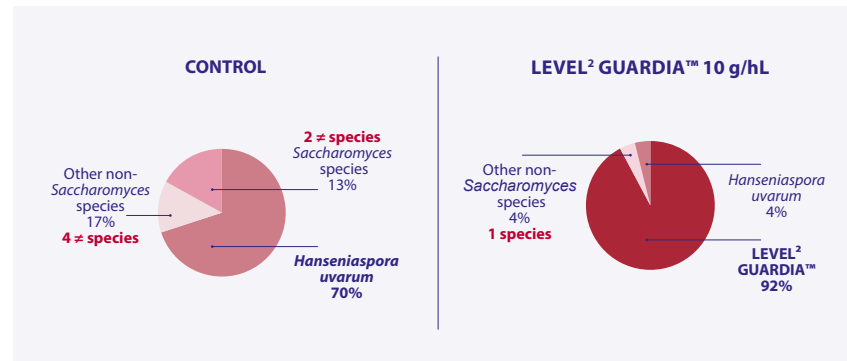 CONTROL
2 ≠ species
Saccharomyces
species
13%
Other non-
Saccharomyces
species
17%
4 ≠ species
Hanseniaspora
uvarum
70%
LEVEL² GUARDIA™ 10 g/hL
Other non-
Saccharomyces
species
4%
1 species
Hanseniaspora
uvarum
4%
LEVEL²
GUARDIA™
92%